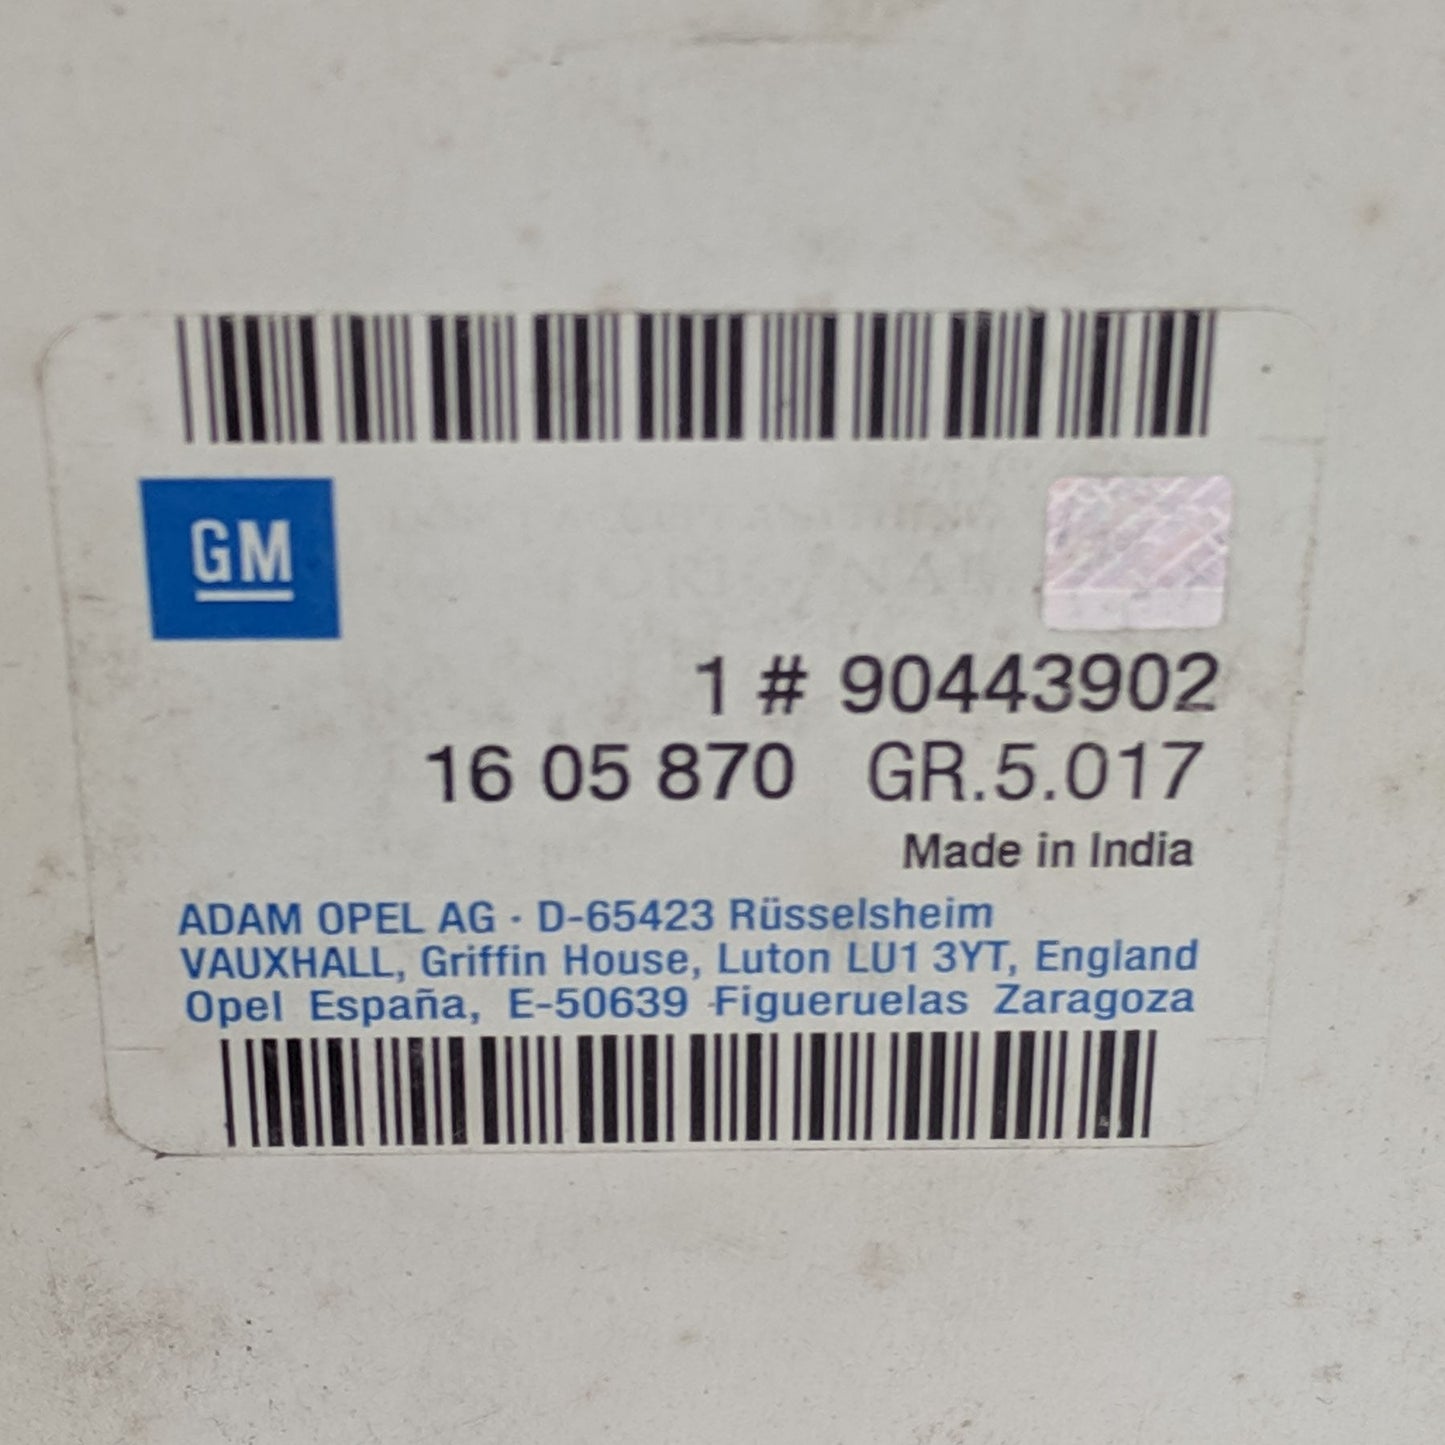 GM
1 # 90443902
16 05 870 GR.5.017
Made in India
ADAM OPEL AG · D-65423 Rüsselsheim
VAUXHALL, Griffin House, Luton LU1 3YT, England
Opel España, E-50639 -Figueruelas Zaragoza